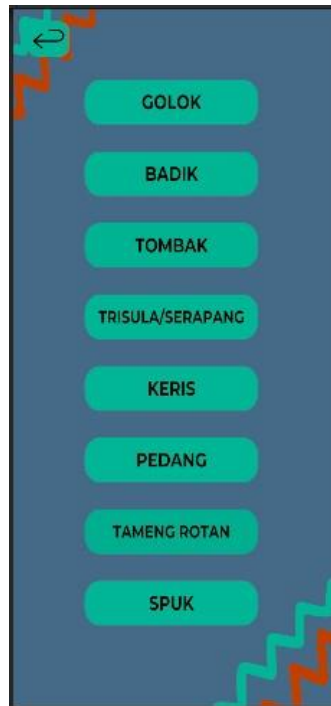 GOLOK
BADIK
TOMBAK
TRISULA/SERAPANG
KERIS
PEDANG
TAMENG ROTAN
SPUK